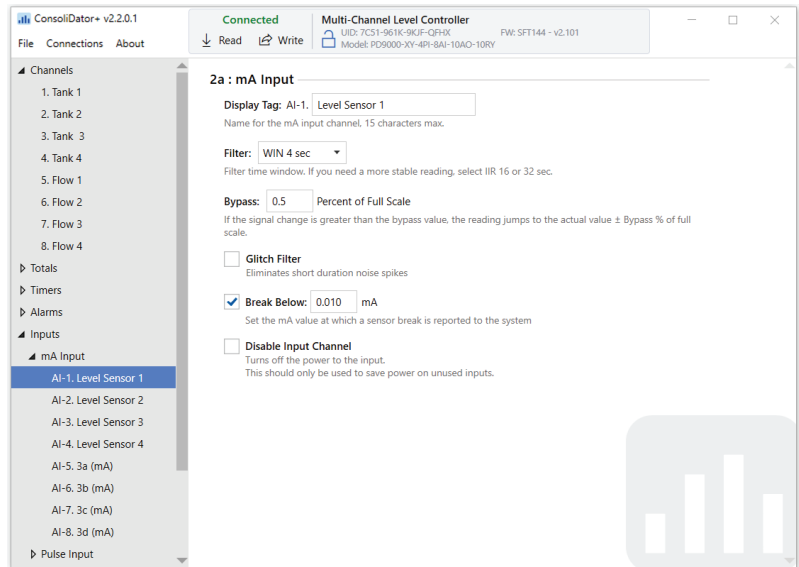 ConsoliDator+ v2.2.0.1
File Connections About
Connected
Read Write
Multi-Channel Level Controller
UID: 7C51-961K-9KJF-QFHX FW: SFT144 - v2.101
Model: PD9000-XY-4PI-8AI-10AO-10RY
Channels
1. Tank 1
2. Tank 2
3. Tank 3
4. Tank 4
5. Flow 1
6. Flow 2
7. Flow 3
8. Flow 4
Totals
Timers
Alarms
Inputs
mA Input
AI-1. Level Sensor 1
AI-2. Level Sensor 2
AI-3. Level Sensor 3
AI-4. Level Sensor 4
AI-5. 3a (mA)
AI-6. 3b (mA)
AI-7. 3c (mA)
AI-8. 3d (mA)
Pulse Input
2a : mA Input
Display Tag: AI-1. Level Sensor 1
Name for the mA input channel, 15 characters max.
Filter: WIN 4 sec
Filter time window. If you need a more stable reading, select IIR 16 or 32 sec.
Bypass: 0.5 Percent of Full Scale
If the signal change is greater than the bypass value, the reading jumps to the actual value ± Bypass % of full
scale.
Glitch Filter
Eliminates short duration noise spikes
Break Below: 0.010 mA
Set the mA value at which a sensor break is reported to the system
Disable Input Channel
Turns off the power to the input.
This should only be used to save power on unused inputs.